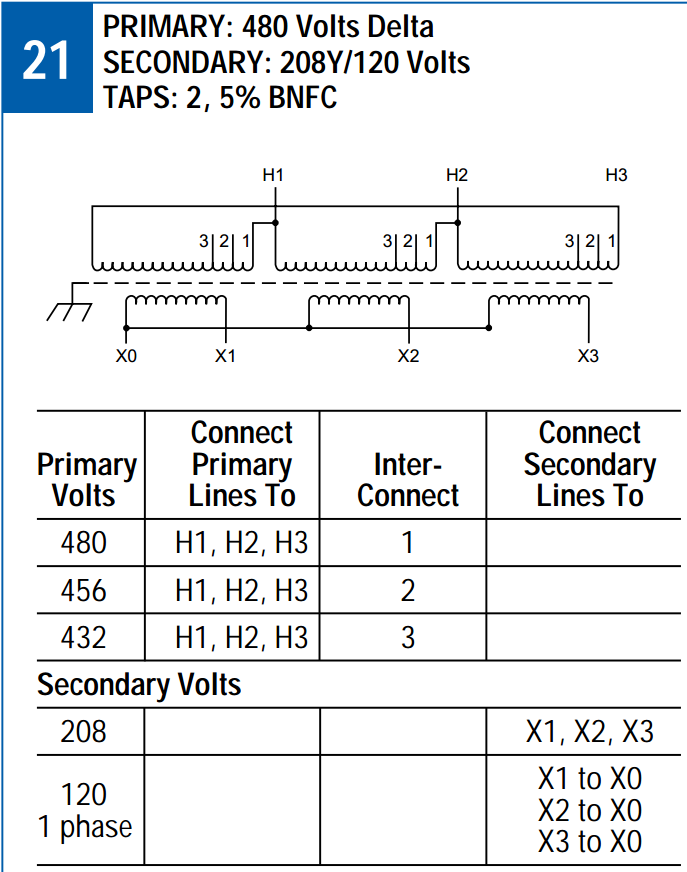 21
PRIMARY: 480 Volts Delta
SECONDARY: 208Y/120 Volts
TAPS: 2, 5% BNFC
H1 H2 H3
3 2 1 3 2 1 3 2 1
X0 X1 X2 X3
Primary Volts
Connect Primary Lines To
Inter-Connect
Connect Secondary Lines To
480 H1, H2, H3 1
456 H1, H2, H3 2
432 H1, H2, H3 3
Secondary Volts
208 X1, X2, X3
120
1 phase
X1 to X0
X2 to X0
X3 to X0